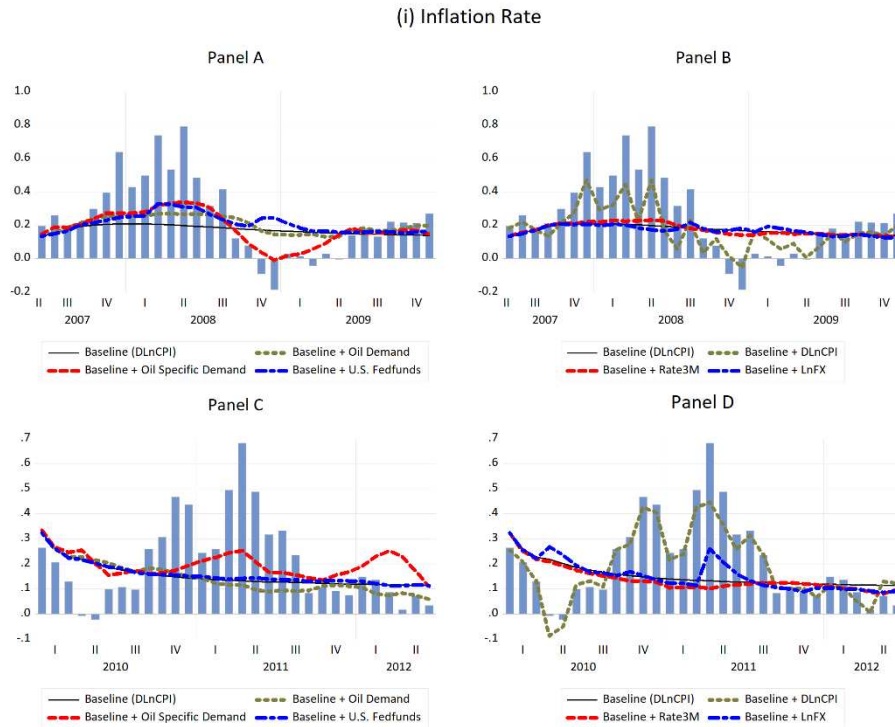 (i) Inflation Rate
Panel A
Panel B
1.0
0.8
0.6
0.4
0.2
0.0
-0.2
II III IV I II III IV I II III IV
2007 2008 2009
Baseline (DLnCPI) Baseline + Oil Demand
Baseline + Oil Specific Demand Baseline + U.S. Fedfunds
1.0
0.8
0.6
0.4
0.2
0.0
-0.2
II III IV I II III IV I II III IV
2007 2008 2009
Baseline (DLnCPI) Baseline + DLnCPI
Baseline + Rate3M Baseline + LnFX
Panel C
Panel D
.7
.6
.5
.4
.3
.2
.1
.0
-.1
I II III IV I II III IV I II
2010 2011 2012
Baseline (DLnCPI) Baseline + Oil Demand
Baseline + Oil Specific Demand Baseline + U.S. Fedfunds
.7
.6
.5
.4
.3
.2
.1
.0
-.1
I II III IV I II III IV I II
2010 2011 2012
Baseline (DLnCPI) Baseline + DLnCPI
Baseline + Rate3M Baseline + LnFX